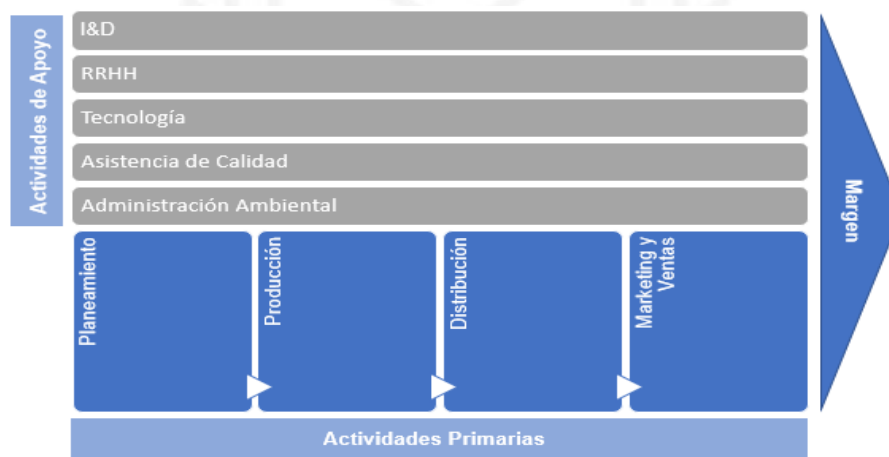 Actividades de Apoyo
I&D
RRHH
Tecnología
Asistencia de Calidad
Administración Ambiental
Planeamiento
Producción
Distribución
Marketing y
Ventas
Margen
Actividades Primarias